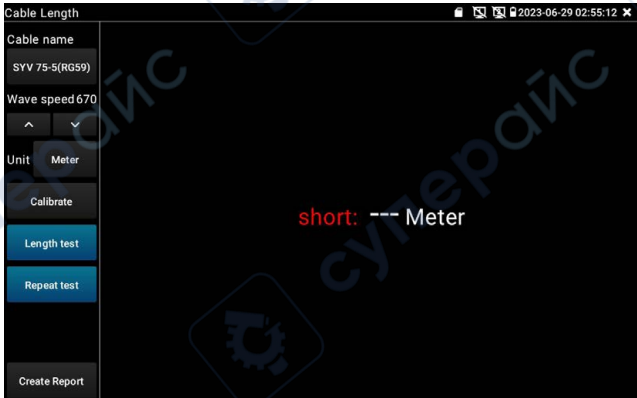 Cable Length
2023-06-29 02:55:12
Cable name
SYV 75-5(RG59)
Wave speed 670
Unit Meter
Calibrate
Length test
Repeat test
Create Report
short: --- Meter
суперайс
суперайс